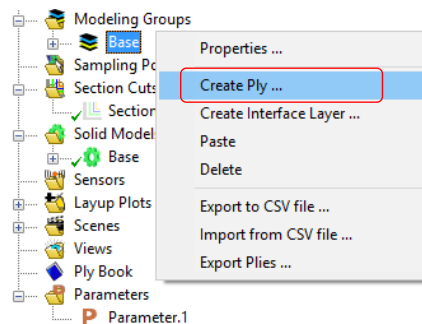 Modeling Groups
Base
Sampling Po
Section Cuts
Section
Solid Model
Base
Sensors
Layup Plots
Scenes
Views
Ply Book
Parameters
P Parameter.1
Properties ...
Create Ply ...
Create Interface Layer ...
Paste
Delete
Export to CSV file ...
Import from CSV file ...
Export Plies ...